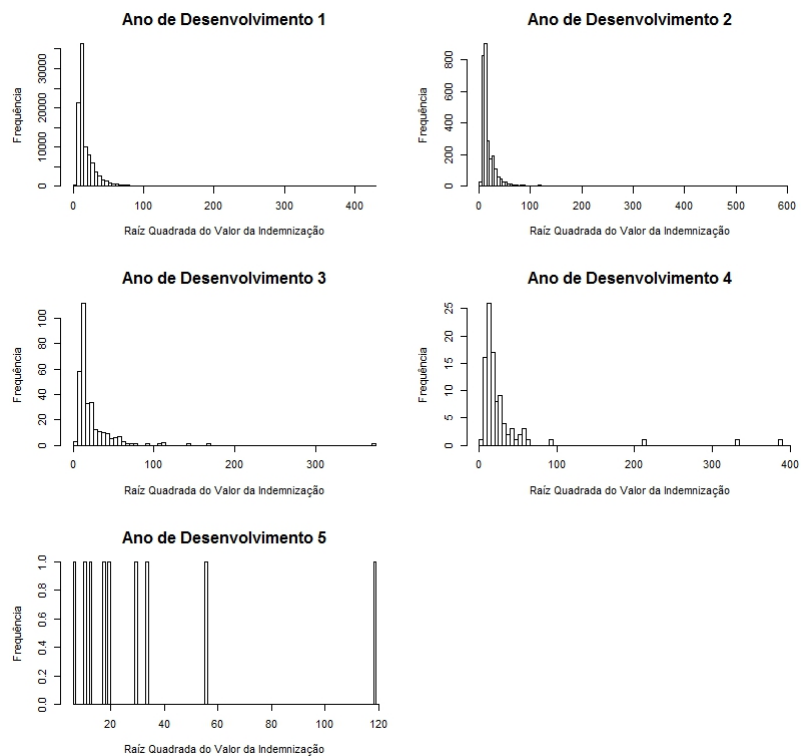 Ano de Desenvolvimento 1
Frequência
0 10000 20000 30000
0 100 200 300 400
Raíz Quadrada do Valor da Indemnização
Ano de Desenvolvimento 2
Frequência
0 200 400 600 800
0 100 200 300 400 500 600
Raíz Quadrada do Valor da Indemnização
Ano de Desenvolvimento 3
Frequência
0 20 40 60 80 100
0 100 200 300
Raíz Quadrada do Valor da Indemnização
Ano de Desenvolvimento 4
Frequência
0 5 10 15 20 25
0 100 200 300 400
Raíz Quadrada do Valor da Indemnização
Ano de Desenvolvimento 5
Frequência
0.0 0.2 0.4 0.6 0.8 1.0
20 40 60 80 100 120
Raíz Quadrada do Valor da Indemnização